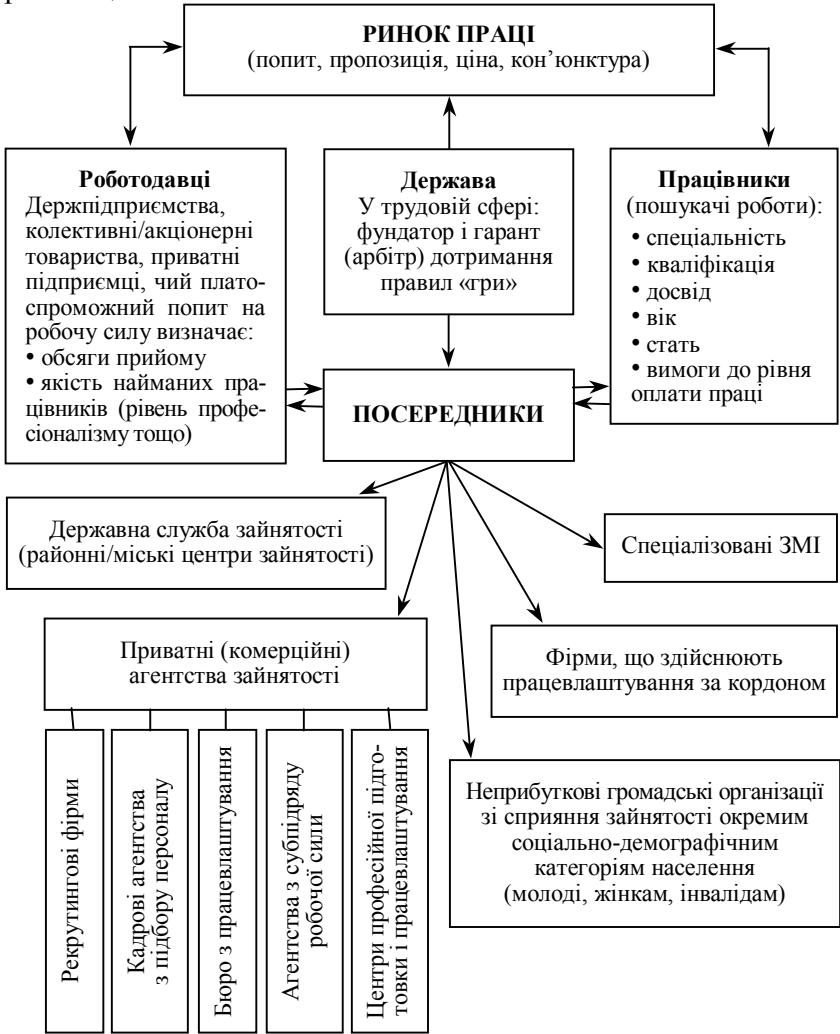 РИНОК ПРАЦІ
(попит, пропозиція, ціна, кон’юнктура)
Роботодавці
Держпідприємства,
колективні/акціонерні
товариства, приватні
підприємці, чий плато-
спроможний попит на
робочу силу визначає:
• обсяги прийому
• якість найманих пра-
цівників (рівень профе-
сіоналізму тощо)
Держава
У трудовій сфері:
фундатор і гарант
(арбітр) дотримання
правил «гри»
Працівники
(пошукачі роботи):
• спеціальність
• кваліфікація
• досвід
• вік
• стать
• вимоги до рівня
оплати праці
ПОСЕРЕДНИКИ
Державна служба зайнятості
(районні/міські центри зайнятості)
Спеціалізовані ЗМІ
Приватні (комерційні)
агентства зайнятості
Фірми, що здійснюють
працевлаштування за кордоном
Рекрутингові фірми
Кадрові агентства
з підбору персоналу
Бюро з працевлаштування
Агентства з субпідряду
робочої сили
Центри професійної підго-
товки і працевлаштування
Неприбуткові громадські організації
зі сприяння зайнятості окремим
соціально-демографічним
категоріям населення
(молоді, жінкам, інвалідам)